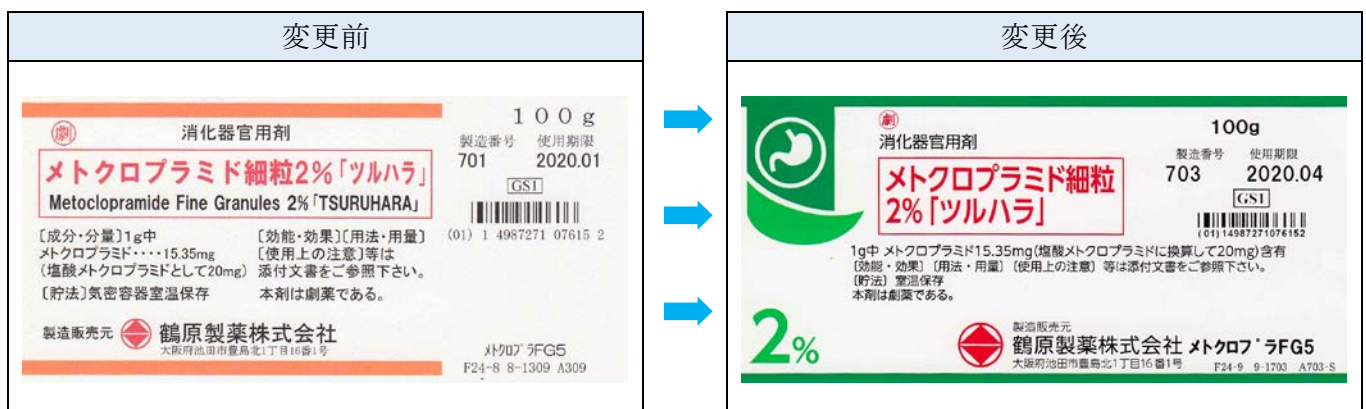 変更前
劇
消化器官用剤
100g
製造番号 使用期限
701 2020.01
GS1
メトクロプラミド細粒2%「ツルハラ」
Metoclopramide Fine Granules 2%「TSURUHARA」
(01) 1 4987271 07615 2
〔成分・分量〕1g中
メトクロプラミド・・・・15.35mg
(塩酸メトクロプラミドとして20mg)
〔貯法〕気密容器室温保存
〔効能・効果〕〔用法・用量〕
〔使用上の注意〕等は
添付文書をご参照下さい。
本剤は劇薬である。
製造販売元 鶴原製薬株式会社
大阪府池田市豊島北1丁目16番1号
メトクロプラFG5
F24-8 8-1309 A309
変更後
劇
消化器官用剤
100g
製造番号 使用期限
703 2020.04
GS1
(01)14987271076152
メトクロプラミド細粒
2%「ツルハラ」
1g中 メトクロプラミド15.35mg(塩酸メトクロプラミドに換算して20mg)含有
〔効能・効果〕〔用法・用量〕〔使用上の注意〕等は添付文書をご参照下さい。
〔貯法〕室温保存
本剤は劇薬である。
2%
製造販売元
鶴原製薬株式会社 メトクロプラFG5
大阪府池田市豊島北1丁目16番1号 F24-9 9-1703 A703-S